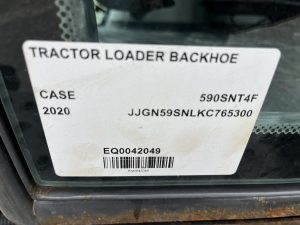 TRACTOR LOADER BACKHOE
CASE 590SNT4F
2020 JJGN59SNLKC765300
EQ0042049